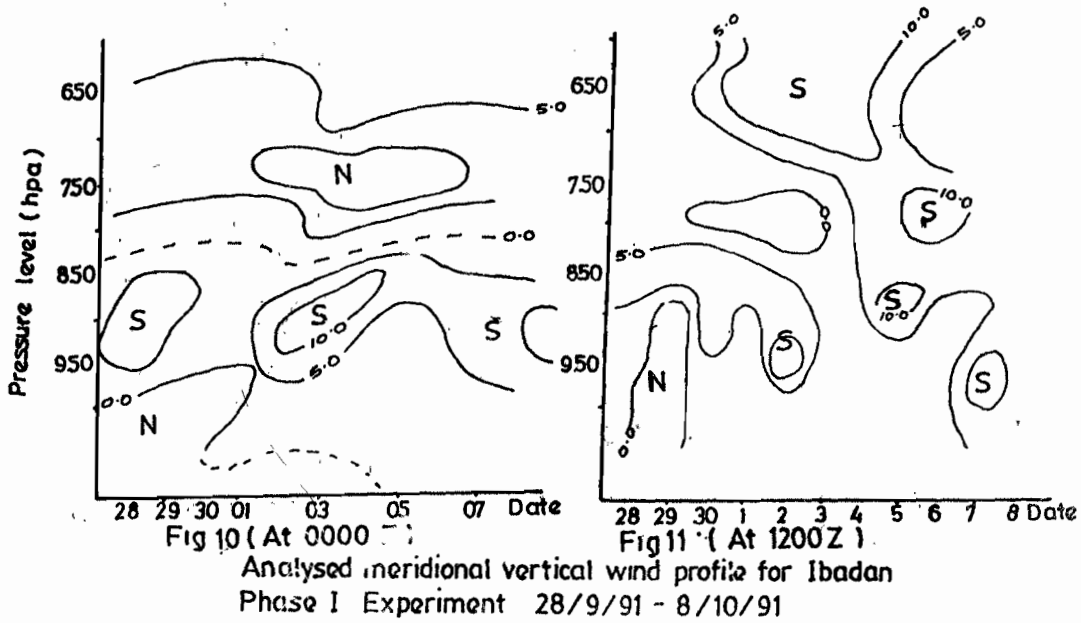 Pressure level (hpa)
650
750
850
950
5.0
N
0.0
S
S
10.0
5.0
S
0.0
N
28 29 30 01 03 05 07 Date
Fig 10 (At 0000
5.0
10.0
5.0
650
S
750
10.0
S
0
0
5.0
850
S
10.0
S
950
N
S
0.0
28 29 30 1 2 3 4 5 6 7 8 Date
Fig 11 ( At 1200Z )
Analysed meridional vertical wind profile for Ibadan
Phase I Experiment 28/9/91 - 8/10/91